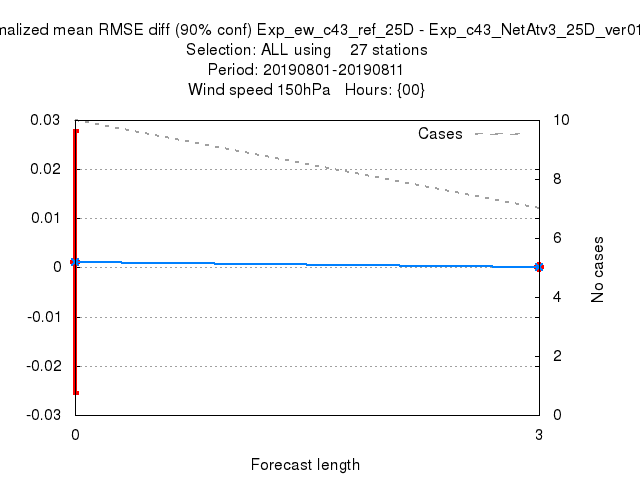 malized mean RMSE diff (90% conf) Exp_ew_c43_ref_25D - Exp_c43_NetAtv3_25D_ver01
Selection: ALL using 27 stations
Period: 20190801-20190811
Wind speed 150hPa Hours: {00}
Cases
0.03
0.02
0.01
0
-0.01
-0.02
-0.03
10
8
6
4
2
0
No cases
0 3
Forecast length